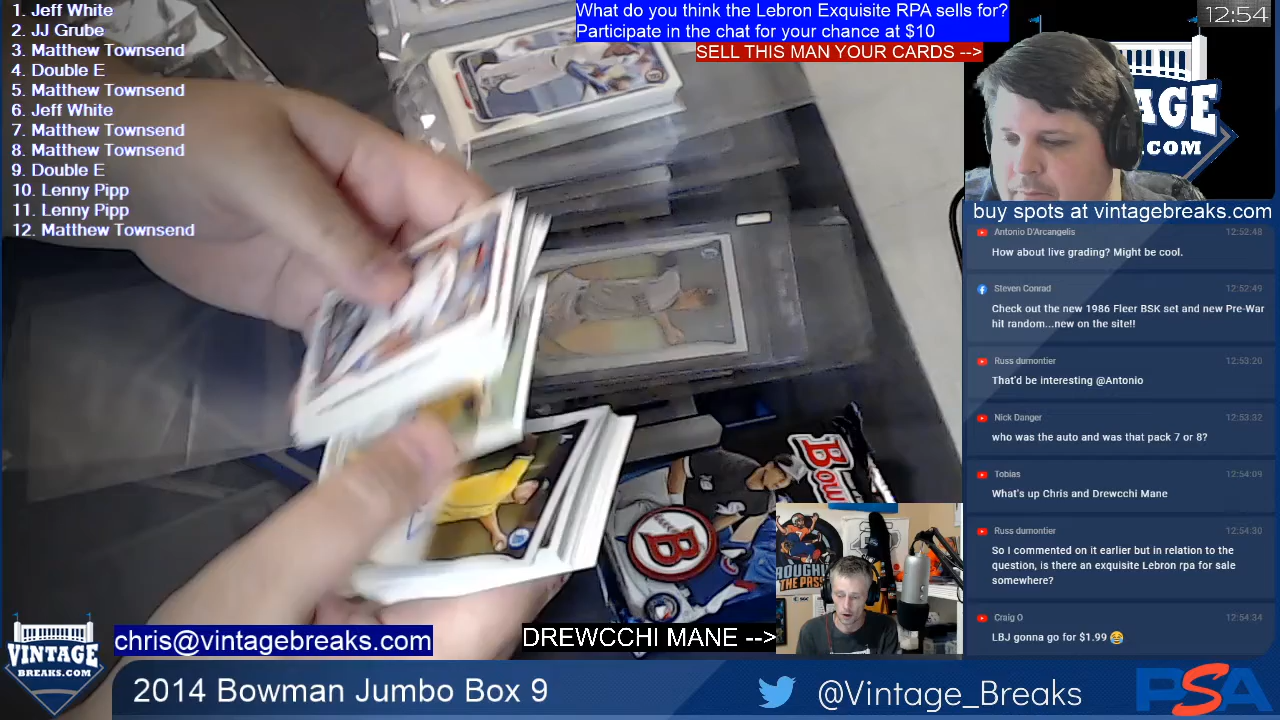 1. Jeff White
2. JJ Grube
3. Matthew Townsend
4. Double E
5. Matthew Townsend
6. Jeff White
7. Matthew Townsend
8. Matthew Townsend
9. Double E
10. Lenny Pipp
11. Lenny Pipp
12. Matthew Townsend
What do you think the Lebron Exquisite RPA sells for?
Participate in the chat for your chance at $10
SELL THIS MAN YOUR CARDS -->
12:54
AGE
.COM
buy spots at vintagebreaks.com
Antonio D'Arcangelis 12:52:48
How about live grading? Might be cool.
Steven Conrad 12:52:49
Check out the new 1986 Fleer BSK set and new Pre-War
hit random...new on the site!!
Russ dumontier 12:53:20
That'd be interesting @Antonio
Nick Danger 12:53:32
who was the auto and was that pack 7 or 8?
Tobias 12:54:09
What's up Chris and Drewcchi Mane
Russ dumontier 12:54:30
So I commented on it earlier but in relation to the
question, is there an exquisite Lebron rpa for sale
somewhere?
Craig O 12:54:34
LBJ gonna go for $1.99 😂
Bow
B
ROUGHI
THE PASS
chris@vintagebreaks.com
DREWCCHI MANE -->
VINTAGE
BREAKS.COM
2014 Bowman Jumbo Box 9
@Vintage_Breaks
PSA